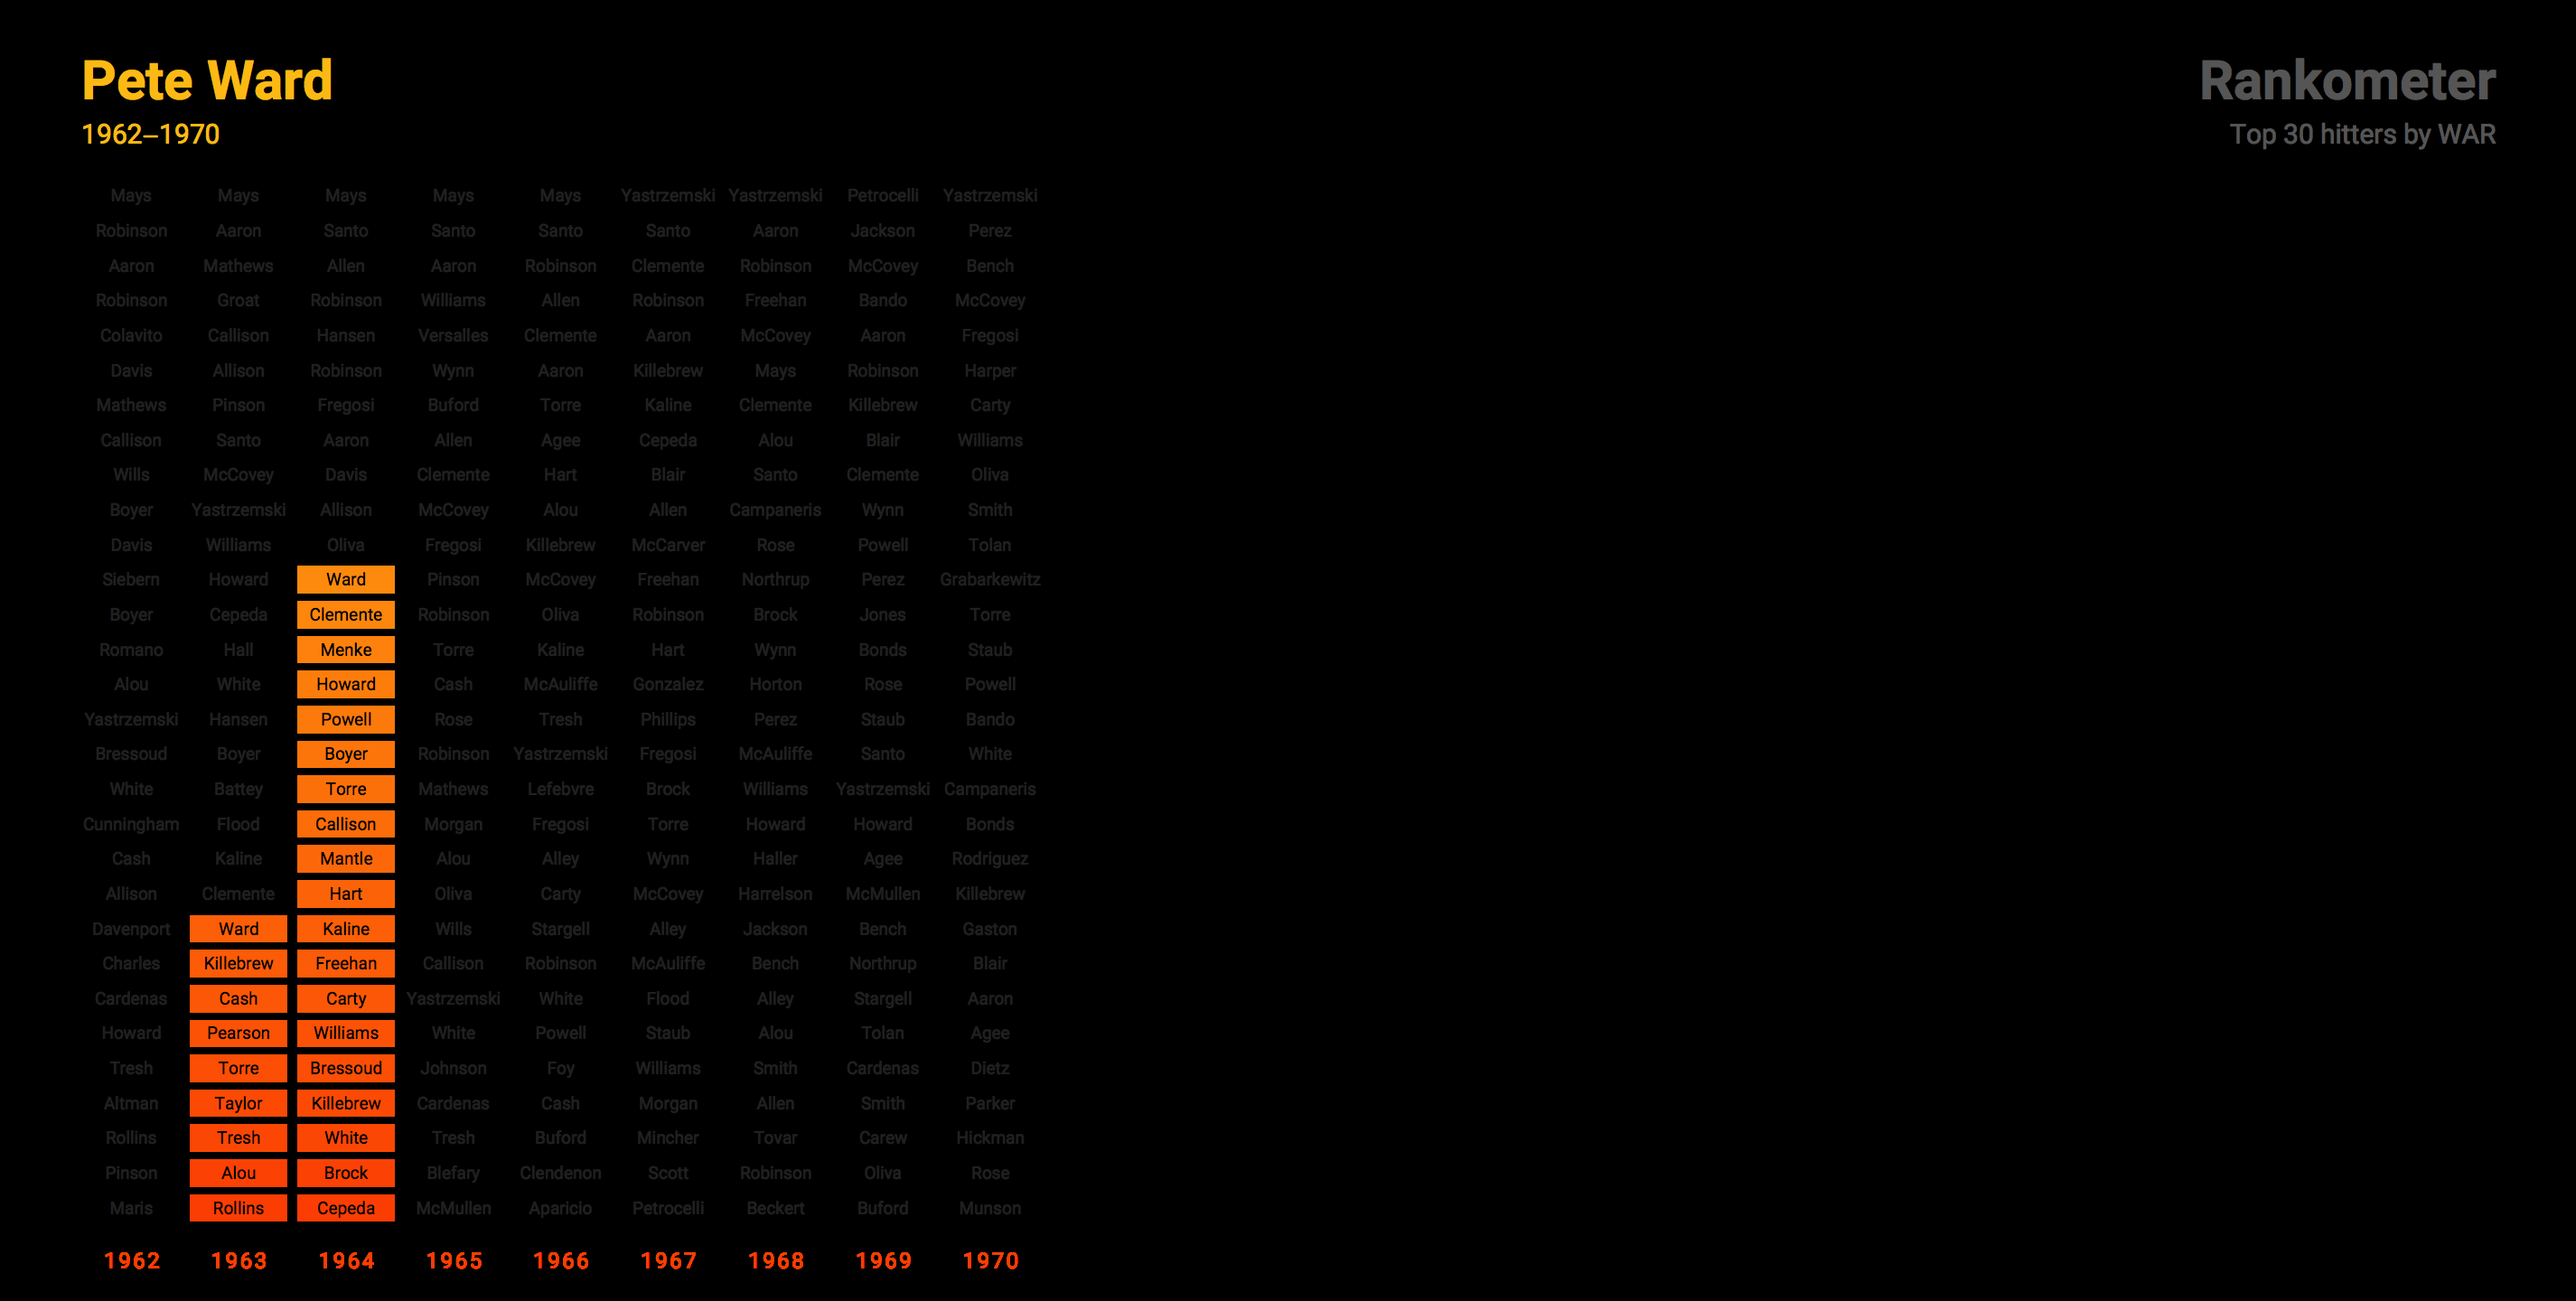 Pete Ward
1962–1970
Rankometer
Top 30 hitters by WAR
Mays Mays Mays Mays Mays Yastrzemski Yastrzemski Petrocelli Yastrzemski
Robinson Aaron Santo Santo Santo Santo Aaron Jackson Perez
Aaron Mathews Allen Aaron Robinson Clemente Robinson McCovey Bench
Robinson Groat Robinson Williams Allen Robinson Freehan Bando McCovey
Colavito Callison Hansen Versalles Clemente Aaron McCovey Aaron Fregosi
Davis Allison Robinson Wynn Aaron Killebrew Mays Robinson Harper
Mathews Pinson Fregosi Buford Torre Kaline Clemente Killebrew Carty
Callison Santo Aaron Allen Agee Cepeda Alou Blair Williams
Wills McCovey Davis Clemente Hart Blair Santo Clemente Oliva
Boyer Yastrzemski Allison McCovey Alou Allen Campaneris Wynn Smith
Davis Williams Oliva Fregosi Killebrew McCarver Rose Powell Tolan
Siebern Howard Ward Pinson McCovey Freehan Northrup Perez Grabarkewitz
Boyer Cepeda Clemente Robinson Oliva Robinson Brock Jones Torre
Romano Hall Menke Torre Kaline Hart Wynn Bonds Staub
Alou White Howard Cash McAuliffe Gonzalez Horton Rose Powell
Yastrzemski Hansen Powell Rose Tresh Phillips Perez Staub Bando
Bressoud Boyer Boyer Robinson Yastrzemski Fregosi McAuliffe Santo White
White Battey Torre Mathews Lefebvre Brock Williams Yastrzemski Campaneris
Cunningham Flood Callison Morgan Fregosi Torre Howard Howard Bonds
Cash Kaline Mantle Alou Alley Wynn Haller Agee Rodriguez
Allison Clemente Hart Oliva Carty McCovey Harrelson McMullen Killebrew
Davenport Ward Kaline Wills Stargell Alley Jackson Bench Gaston
Charles Killebrew Freehan Callison Robinson McAuliffe Bench Northrup Blair
Cardenas Cash Carty Yastrzemski White Flood Alley Stargell Aaron
Howard Pearson Williams White Powell Staub Alou Tolan Agee
Tresh Torre Bressoud Johnson Foy Williams Smith Cardenas Dietz
Altman Taylor Killebrew Cardenas Cash Morgan Allen Smith Parker
Rollins Tresh White Tresh Buford Mincher Tovar Carew Hickman
Pinson Alou Brock Blefary Clendenon Scott Robinson Oliva Rose
Maris Rollins Cepeda McMullen Aparicio Petrocelli Beckert Buford Munson
1962 1963 1964 1965 1966 1967 1968 1969 1970